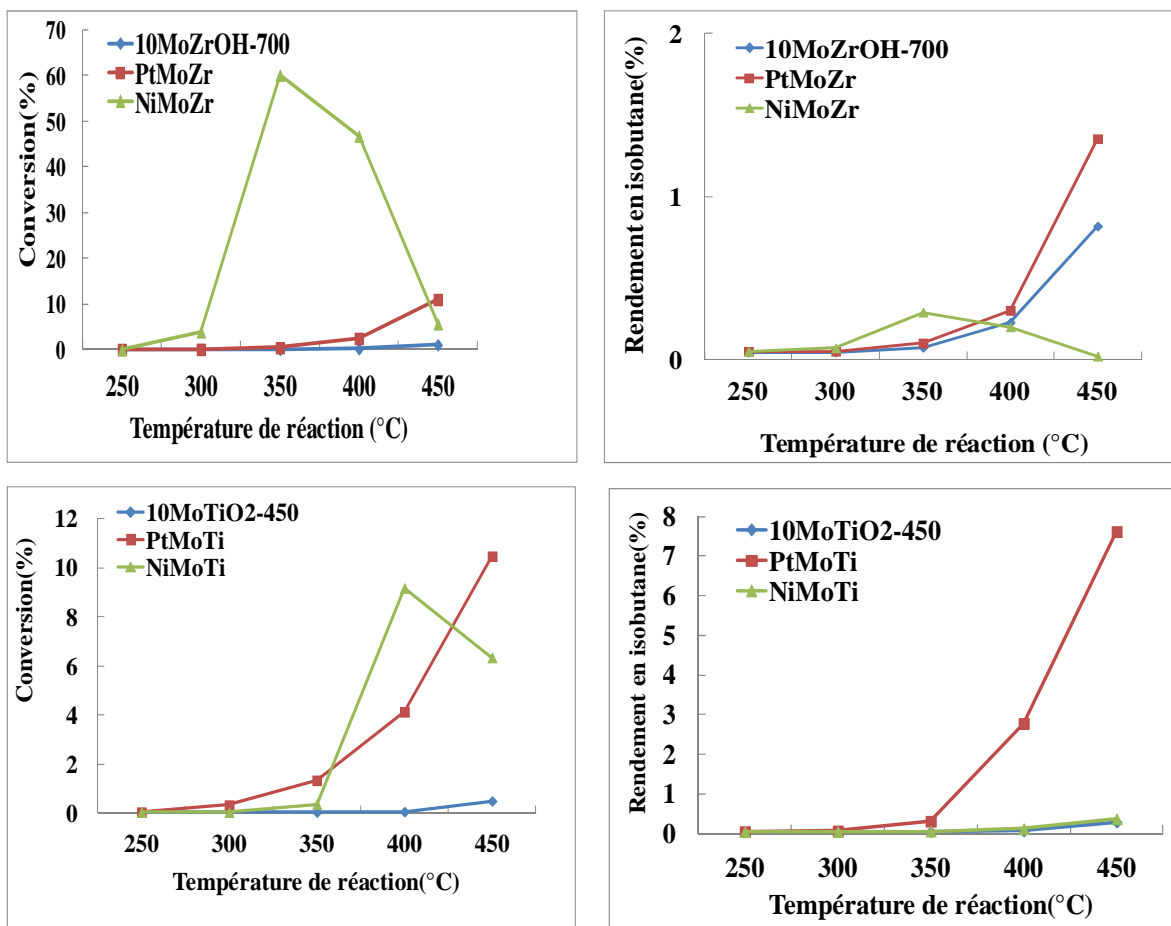 70
60
50
40
30
20
10
0
Conversion(%)
10MoZrOH-700
PtMoZr
NiMoZr
250 300 350 400 450
Température de réaction (°C)
2
1
0
Rendement en isobutane(%)
10MoZrOH-700
PtMoZr
NiMoZr
250 300 350 400 450
Température de réaction (°C)
12
10
8
6
4
2
0
Conversion(%)
10MoTiO2-450
PtMoTi
NiMoTi
250 300 350 400 450
Température de réaction(°C)
8
7
6
5
4
3
2
1
0
Rendement en isobutane(%)
10MoTiO2-450
PtMoTi
NiMoTi
250 300 350 400 450
Température de réaction(°C)